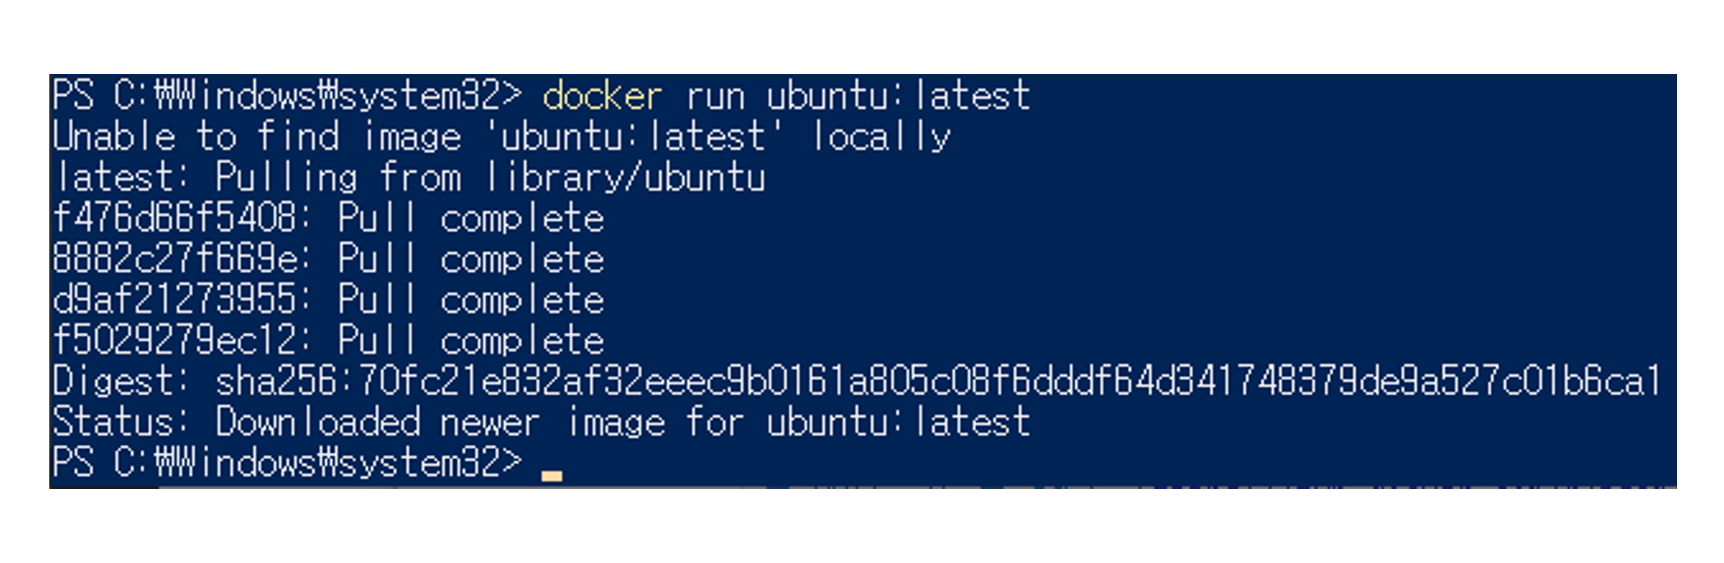 PS C:₩Windows₩system32> docker run ubuntu:latest
Unable to find image 'ubuntu:latest' locally
latest: Pulling from library/ubuntu
f476d66f5408: Pull complete
8882c27f669e: Pull complete
d9af21273955: Pull complete
f5029279ec12: Pull complete
Digest: sha256:70fc21e832af32eeec9b0161a805c08f6dddf64d341748379de9a527c01b6ca1
Status: Downloaded newer image for ubuntu:latest
PS C:₩Windows₩system32>